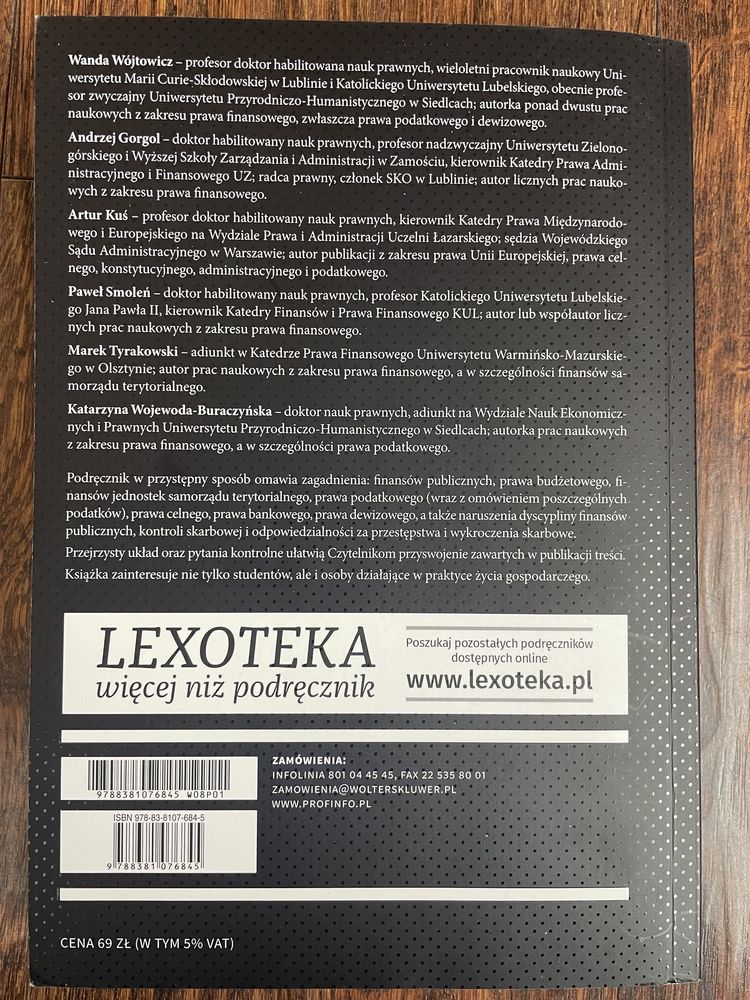 Wanda Wójtowicz – profesor doktor habilitowana nauk prawnych, wieloletni pracownik naukowy Uni-
wersytetu Marii Curie-Skłodowskiej w Lublinie i Katolickiego Uniwersytetu Lubelskiego, obecnie profe-
sor zwyczajny Uniwersytetu Przyrodniczo-Humanistycznego w Siedlcach; autorka ponad dwustu prac
naukowych z zakresu prawa finansowego, zwłaszcza prawa podatkowego i dewizowego.
Andrzej Gorgol – doktor habilitowany nauk prawnych, profesor nadzwyczajny Uniwersytetu Zielono-
górskiego i Wyższej Szkoły Zarządzania i Administracji w Zamościu, kierownik Katedry Prawa Admi-
nistracyjnego i Finansowego UZ; radca prawny, członek SKO w Lublinie; autor licznych prac nauko-
wych z zakresu prawa finansowego.
Artur Kuś – profesor doktor habilitowany nauk prawnych, kierownik Katedry Prawa Międzynarodo-
wego i Europejskiego na Wydziale Prawa i Administracji Uczelni Łazarskiego; sędzia Wojewódzkiego
Sądu Administracyjnego w Warszawie; autor publikacji z zakresu prawa Unii Europejskiej, prawa cel-
nego, konstytucyjnego, administracyjnego i podatkowego.
Paweł Smoleń – doktor habilitowany nauk prawnych, profesor Katolickiego Uniwersytetu Lubelskie-
go Jana Pawła II, kierownik Katedry Finansów i Prawa Finansowego KUL; autor lub współautor licz-
nych prac naukowych z zakresu prawa finansowego.
Marek Tyrakowski – adiunkt w Katedrze Prawa Finansowego Uniwersytetu Warmińsko-Mazurskie-
go w Olsztynie; autor prac naukowych z zakresu prawa finansowego, a w szczególności finansów sa-
morządu terytorialnego.
Katarzyna Wojewoda-Buraczyńska – doktor nauk prawnych, adiunkt na Wydziale Nauk Ekonomicz-
nych i Prawnych Uniwersytetu Przyrodniczo-Humanistycznego w Siedlcach; autorka prac naukowych
z zakresu prawa finansowego, a w szczególności prawa podatkowego.
Podręcznik w przystępny sposób omawia zagadnienia: finansów publicznych, prawa budżetowego, fi-
nansów jednostek samorządu terytorialnego, prawa podatkowego (wraz z omówieniem poszczególnych
podatków), prawa celnego, prawa bankowego, prawa dewizowego, a także naruszenia dyscypliny finansów
publicznych, kontroli skarbowej i odpowiedzialności za przestępstwa i wykroczenia skarbowe.
Przejrzysty układ oraz pytania kontrolne ułatwią Czytelnikom przyswojenie zawartych w publikacji treści.
Książka zainteresuje nie tylko studentów, ale i osoby działające w praktyce życia gospodarczego.
LEXOTEKA
więcej niż podręcznik
Poszukaj pozostałych podręczników
dostępnych online
www.lexoteka.pl
9788381076845 W08P01
ZAMÓWIENIA:
INFOLINIA 801 04 45 45, FAX 22 535 80 01
ZAMOWIENIA@WOLTERSKLUWER.PL
WWW.PROFINFO.PL
ISBN 978-83-8107-684-5
9 788381 076845
CENA 69 ZŁ (W TYM 5% VAT)